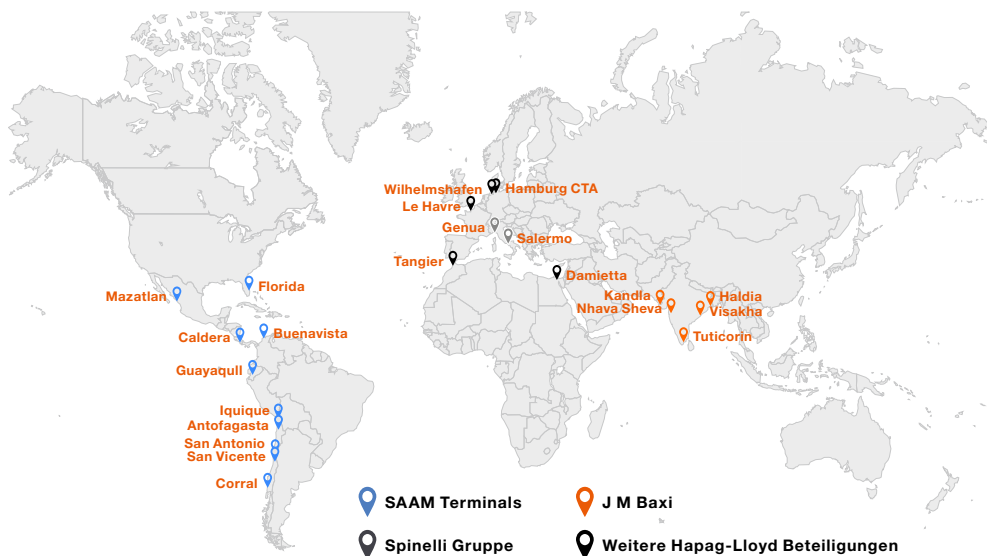 Wilhelmshafen
Hamburg CTA
Le Havre
Genua
Salermo
Tangier
Damietta
Mazatlan
Florida
Kandla
Haldia
Nhava Sheva
Visakha
Caldera
Buenavista
Tuticorin
Guayaqull
Iquique
Antofagasta
San Antonio
San Vicente
Corral
SAAM Terminals
J M Baxi
Spinelli Gruppe
Weitere Hapag-Lloyd Beteiligungen